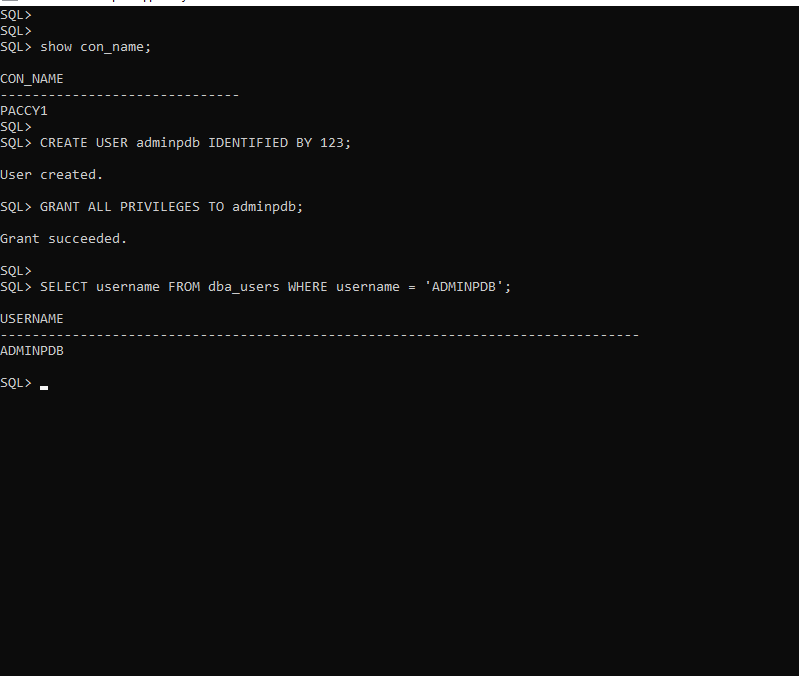 SQL>
SQL>
SQL> show con_name;
CON_NAME
------------------------------
PACCY1
SQL>
SQL> CREATE USER adminpdb IDENTIFIED BY 123;
User created.
SQL> GRANT ALL PRIVILEGES TO adminpdb;
Grant succeeded.
SQL>
SQL> SELECT username FROM dba_users WHERE username = 'ADMINPDB';
USERNAME
--------------------------------------------------------------------------------
ADMINPDB
SQL>